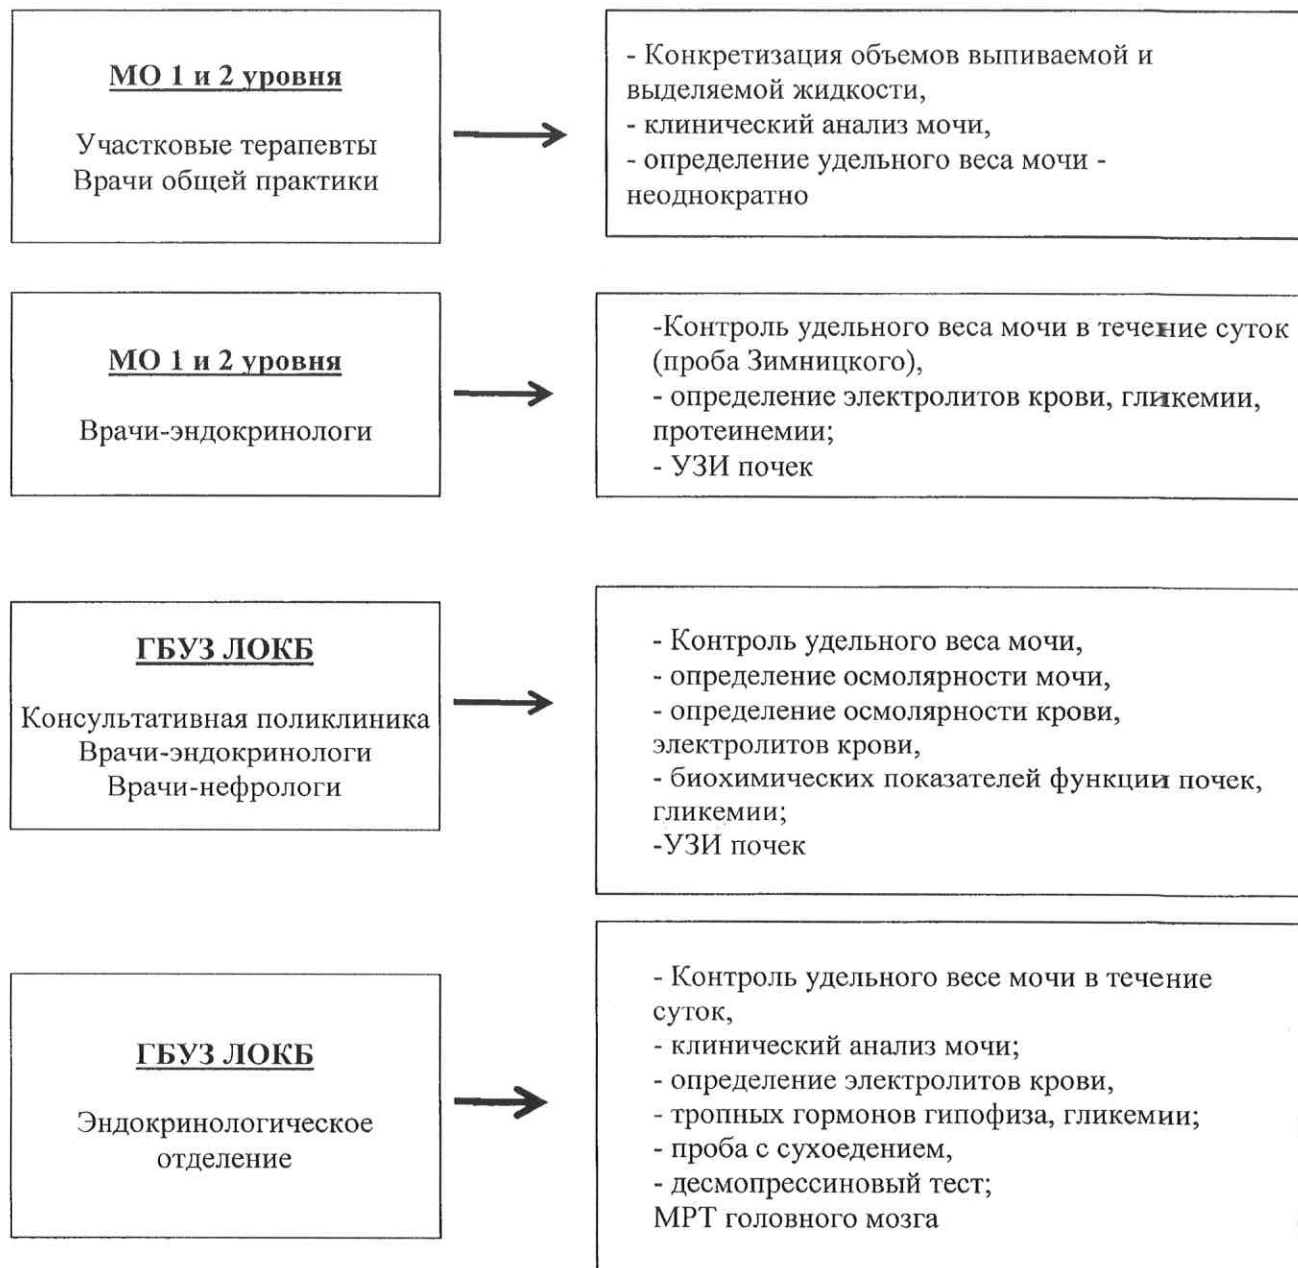 МО 1 и 2 уровня
Участковые терапевты
Врачи общей практики
- Конкретизация объемов выпиваемой и
выделяемой жидкости,
- клинический анализ мочи,
- определение удельного веса мочи -
неоднократно
МО 1 и 2 уровня
Врачи-эндокринологи
-Контроль удельного веса мочи в течение суток
(проба Зимницкого),
- определение электролитов крови, гликемии,
протеинемии;
- УЗИ почек
ГБУЗ ЛОКБ
Консультативная поликлиника
Врачи-эндокринологи
Врачи-нефрологи
- Контроль удельного веса мочи,
- определение осмолярности мочи,
- определение осмолярности крови,
электролитов крови,
- биохимических показателей функции почек,
гликемии;
-УЗИ почек
ГБУЗ ЛОКБ
Эндокринологическое
отделение
- Контроль удельного весе мочи в течение
суток,
- клинический анализ мочи;
- определение электролитов крови,
- тропных гормонов гипофиза, гликемии;
- проба с сухоедением,
- десмопрессиновый тест;
МРТ головного мозга